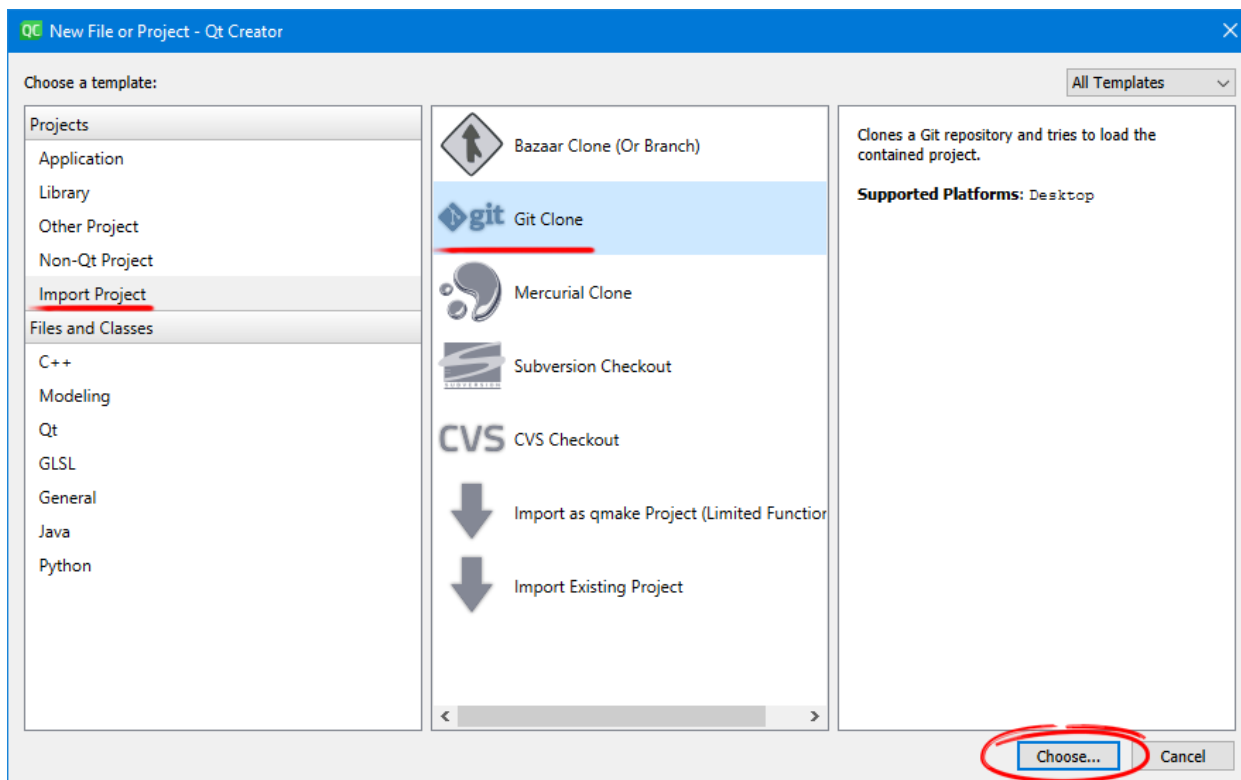 QC New File or Project - Qt Creator
Choose a template:
All Templates
Projects
Application
Library
Other Project
Non-Qt Project
Import Project
Files and Classes
C++
Modeling
Qt
GLSL
General
Java
Python
Bazaar Clone (Or Branch)
git Git Clone
Mercurial Clone
SUBVERSION Subversion Checkout
CVS CVS Checkout
Import as qmake Project (Limited Function
Import Existing Project
Clones a Git repository and tries to load the
contained project.
Supported Platforms: Desktop
Choose...
Cancel